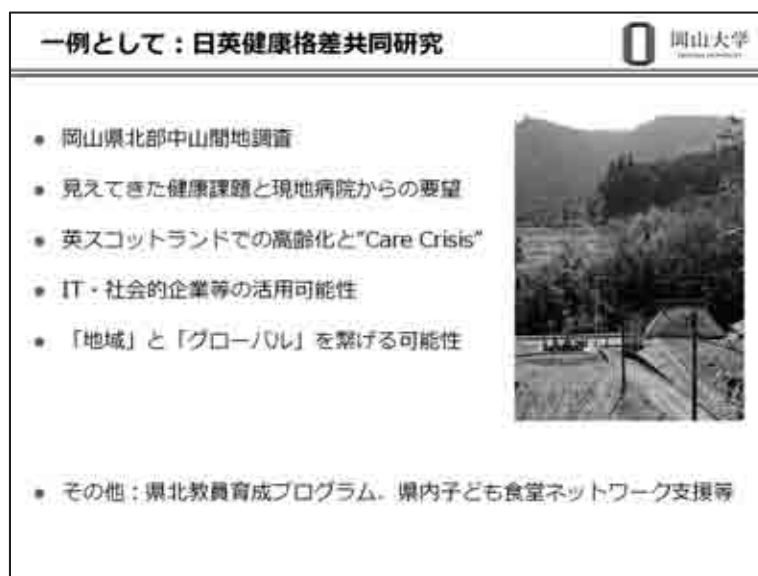 一例として：日英健康格差共同研究
岡山大学
岡山県北部中山間地調査
見えてきた健康課題と現地病院からの要望
英スコットランドでの高齢化と"Care Crisis"
IT・社会的企業等の活用可能性
「地域」と「グローバル」を繋げる可能性
その他：県北教員育成プログラム、県内子ども食堂ネットワーク支援等